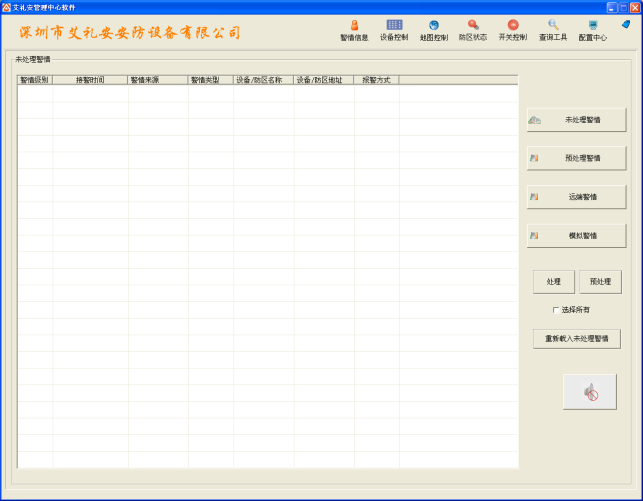 艾礼安管理中心软件
深圳市艾礼安安防设备有限公司
警情信息 设备控制 地图控制 防区状态 开关控制 查询工具 配置中心
未处理警情
警情级别 接警时间 警情来源 警情类型 设备/防区名称 设备/防区地址 报警方式
未处理警情
预处理警情
远端警情
模拟警情
处理 预处理
选择所有
重新载入未处理警情